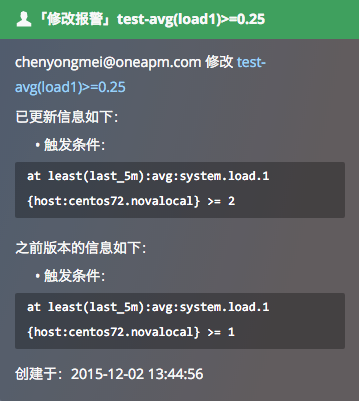 「修改报警」test-avg(load1)>=0.25
chenyongmei@oneapm.com 修改 test-
avg(load1)>=0.25
已更新信息如下：
• 触发条件：
at least(last_5m):avg:system.load.1
{host:centos72.novalocal} >= 2
之前版本的信息如下：
• 触发条件：
at least(last_5m):avg:system.load.1
{host:centos72.novalocal} >= 1
创建于：2015-12-02 13:44:56